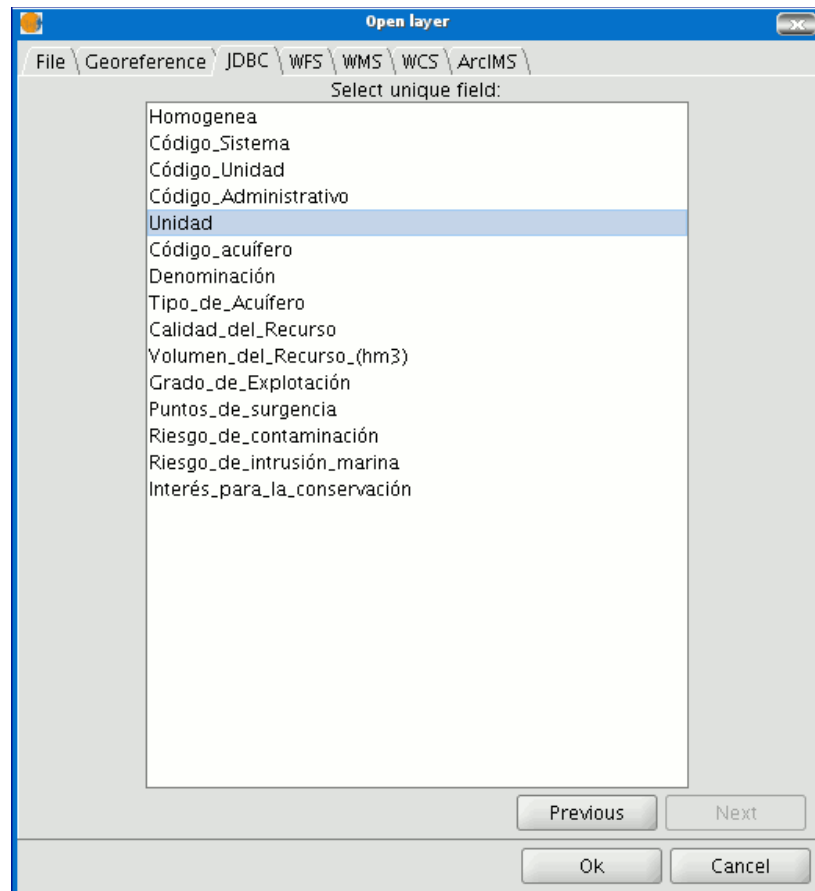 Open layer
File Georeference JDBC WFS WMS WCS ArcIMS
Select unique field:
Homogenea
Código_Sistema
Código_Unidad
Código_Administrativo
Unidad
Código_acuífero
Denominación
Tipo_de_Acuífero
Calidad_del_Recurso
Volumen_del_Recurso_(hm3)
Grado_de_Explotación
Puntos_de_surgencia
Riesgo_de_contaminación
Riesgo_de_intrusión_marina
Interés_para_la_conservación
Previous Next
Ok Cancel